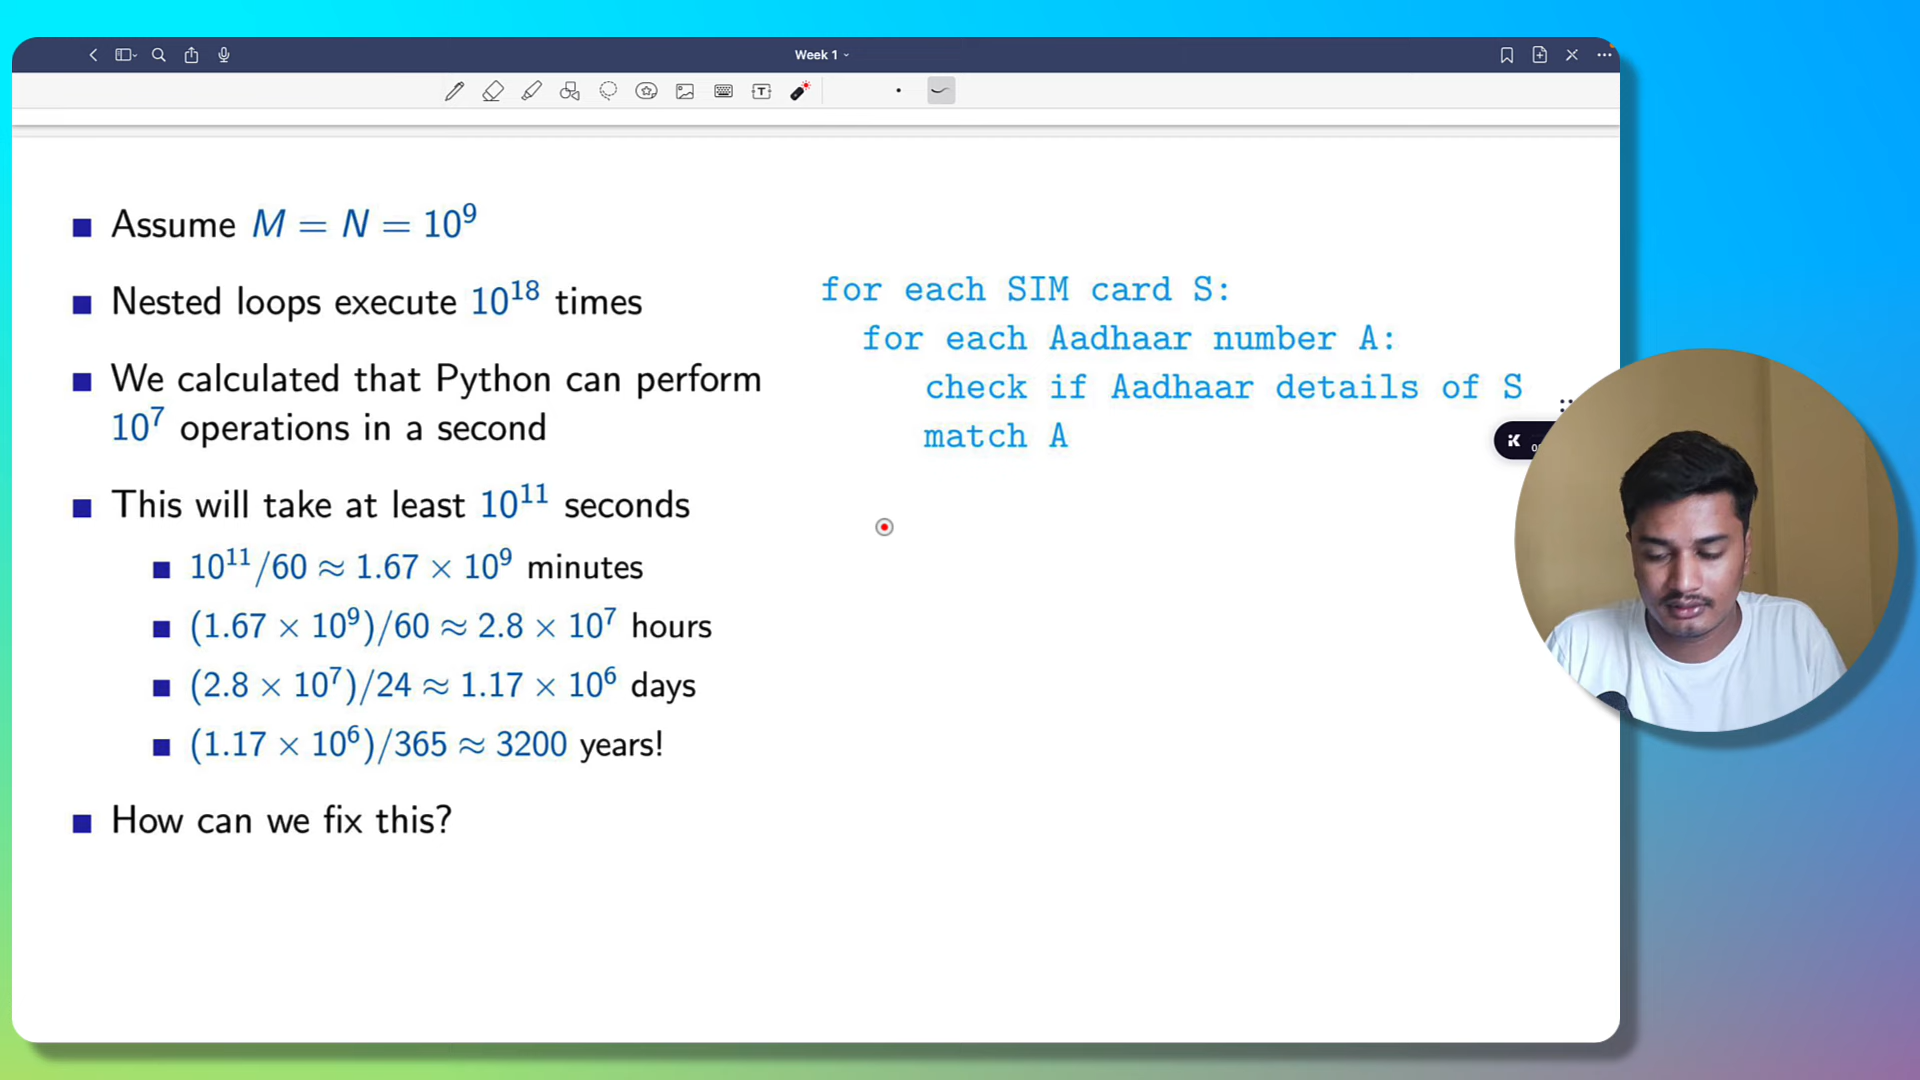 Week 1
Assume M = N = 10⁹
Nested loops execute 10¹⁸ times
We calculated that Python can perform
10⁷ operations in a second
This will take at least 10¹¹ seconds
10¹¹/60 ≈ 1.67 × 10⁹ minutes
(1.67 × 10⁹)/60 ≈ 2.8 × 10⁷ hours
(2.8 × 10⁷)/24 ≈ 1.17 × 10⁶ days
(1.17 × 10⁶)/365 ≈ 3200 years!
How can we fix this?
for each SIM card S:
for each Aadhaar number A:
check if Aadhaar details of S
match A